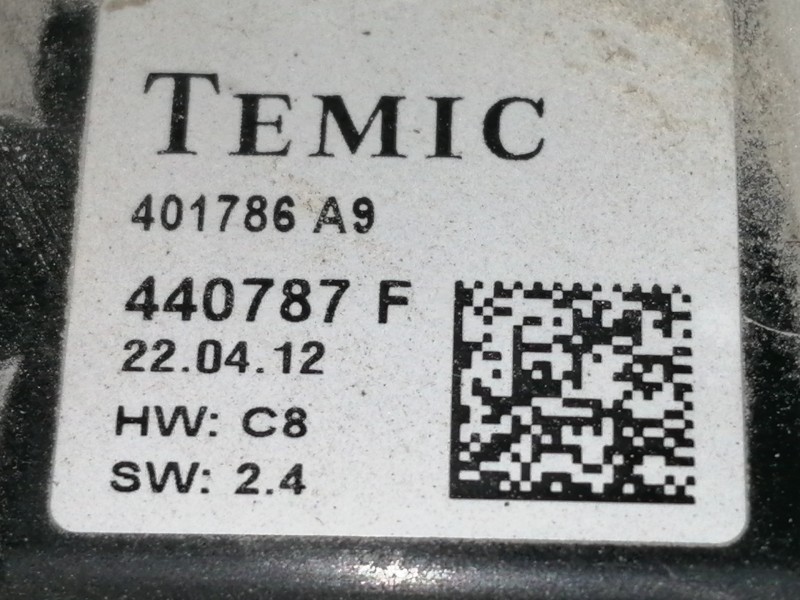 TEMIC
401786 A9
440787 F
22.04.12
HW: C8
SW: 2.4